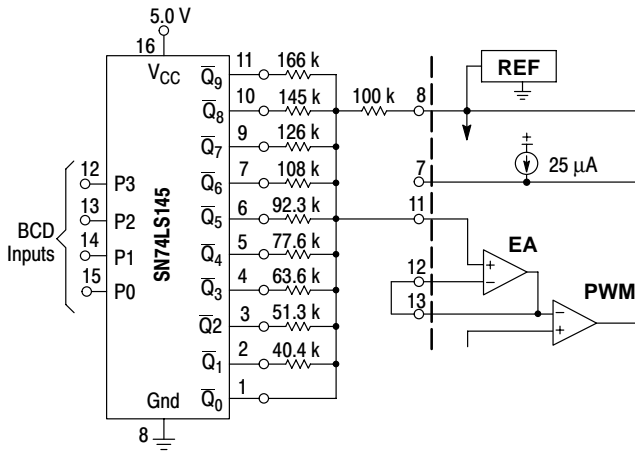 5.0 V
16
VCC
SN74LS145
BCD
Inputs
12 P3
13 P2
14 P1
15 P0
Gnd
8
Q̅9 11 166 k
Q̅8 10 145 k
Q̅7 9 126 k
Q̅6 7 108 k
Q̅5 6 92.3 k
Q̅4 5 77.6 k
Q̅3 4 63.6 k
Q̅2 3 51.3 k
Q̅1 2 40.4 k
Q̅0 1
100 k
8
REF
7
25 µA
11
EA
+
−
12
13
PWM
−
+